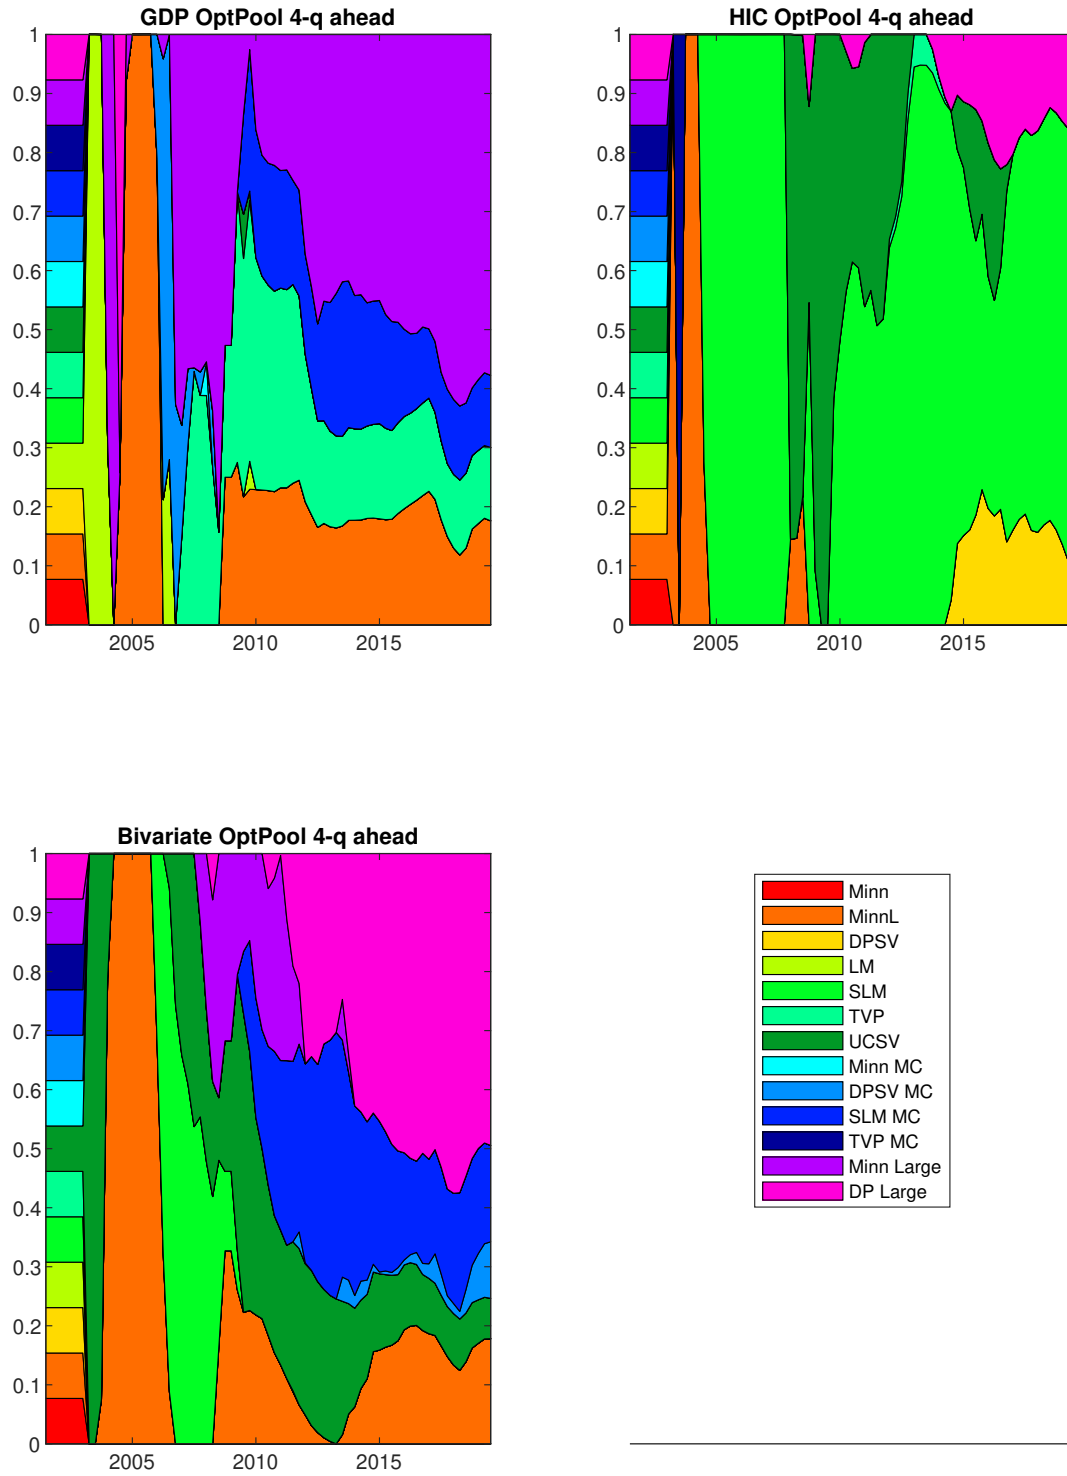 GDP OptPool 4-q ahead
1
0.9
0.8
0.7
0.6
0.5
0.4
0.3
0.2
0.1
0
2005 2010 2015
HIC OptPool 4-q ahead
1
0.9
0.8
0.7
0.6
0.5
0.4
0.3
0.2
0.1
0
2005 2010 2015
Bivariate OptPool 4-q ahead
1
0.9
0.8
0.7
0.6
0.5
0.4
0.3
0.2
0.1
0
2005 2010 2015
Minn
MinnL
DPSV
LM
SLM
TVP
UCSV
Minn MC
DPSV MC
SLM MC
TVP MC
Minn Large
DP Large